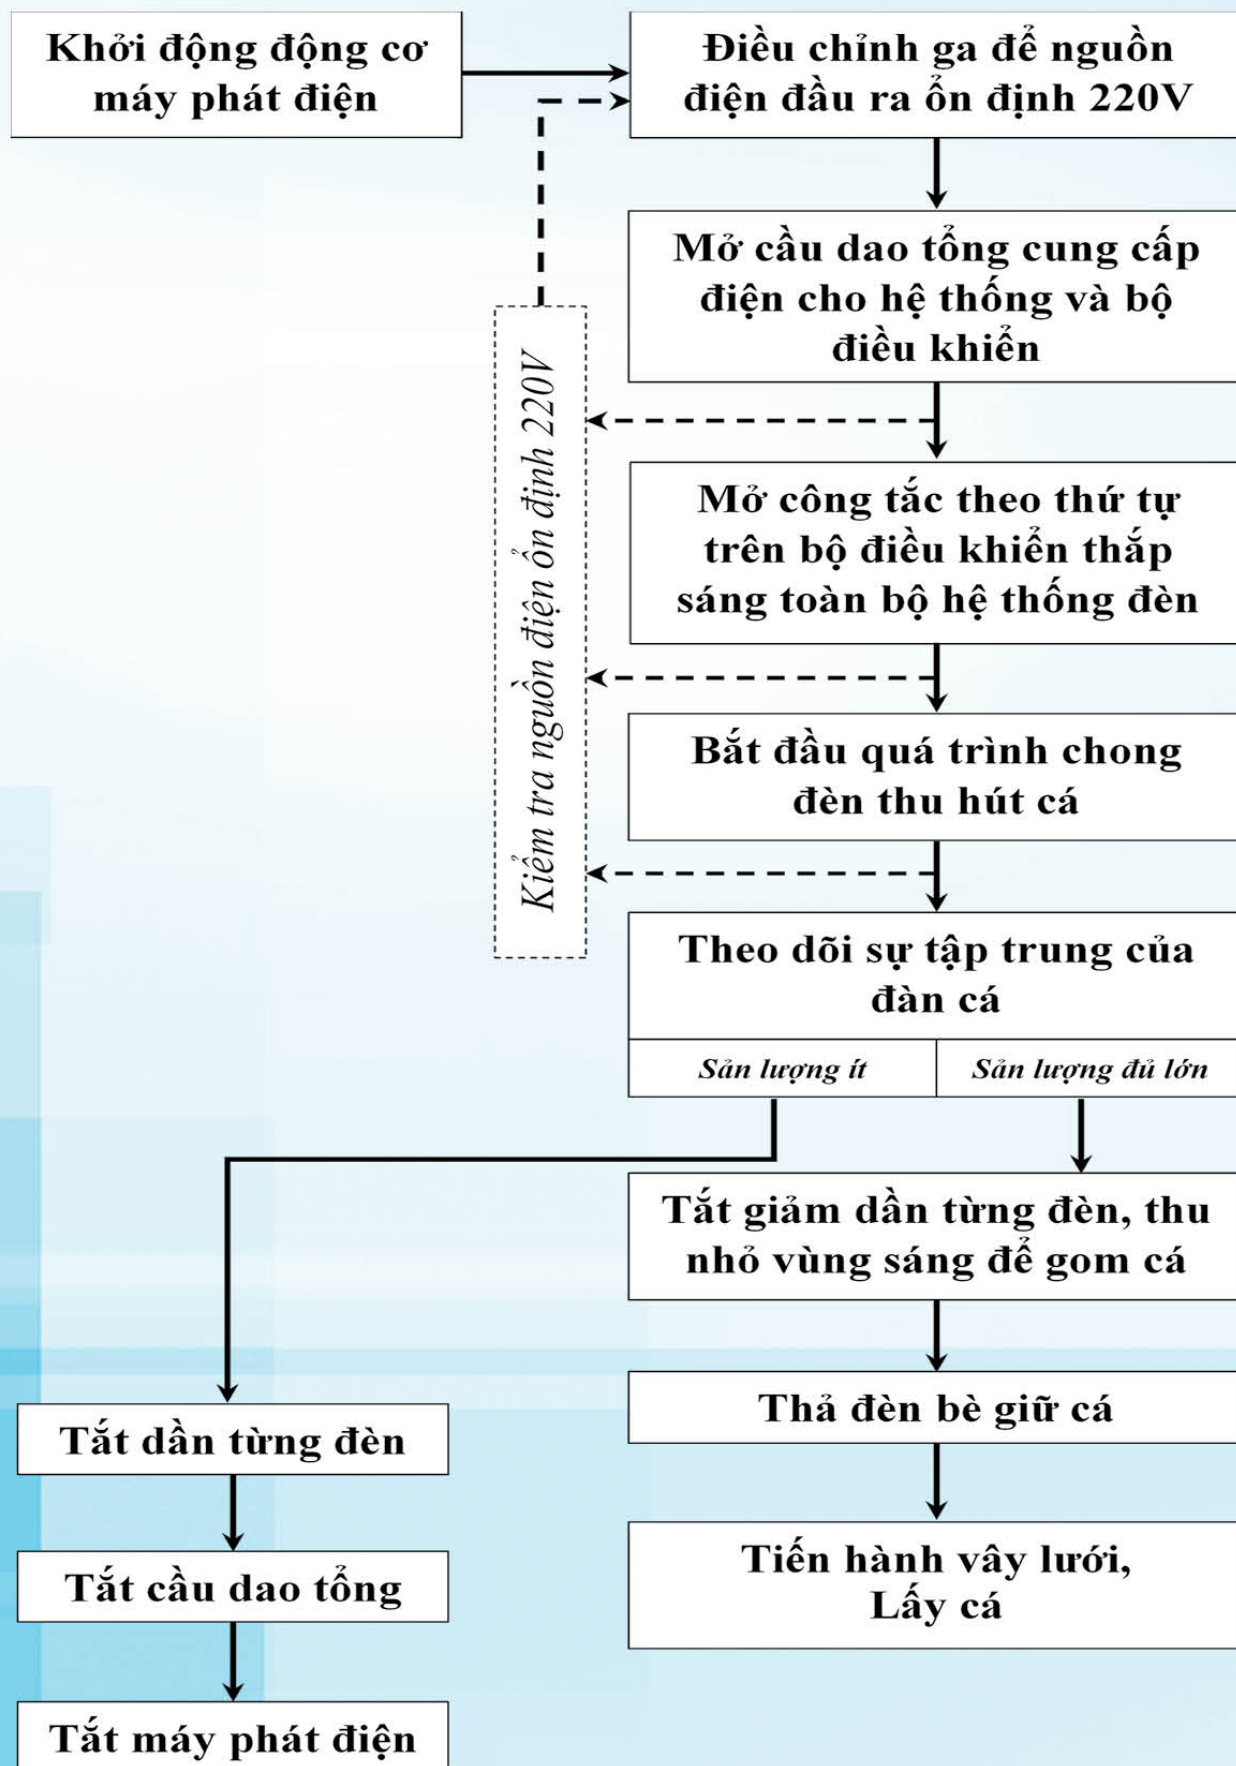 Khởi động động cơ
máy phát điện
Điều chỉnh ga để nguồn
điện đầu ra ổn định 220V
Mở cầu dao tổng cung cấp
điện cho hệ thống và bộ
điều khiển
Kiểm tra nguồn điện ổn định 220V
Mở công tắc theo thứ tự
trên bộ điều khiển thắp
sáng toàn bộ hệ thống đèn
Bắt đầu quá trình chong
đèn thu hút cá
Theo dõi sự tập trung của
đàn cá
Sản lượng ít
Sản lượng đủ lớn
Tắt giảm dần từng đèn, thu
nhỏ vùng sáng để gom cá
Thả đèn bè giữ cá
Tiến hành vây lưới,
Lấy cá
Tắt dần từng đèn
Tắt cầu dao tổng
Tắt máy phát điện